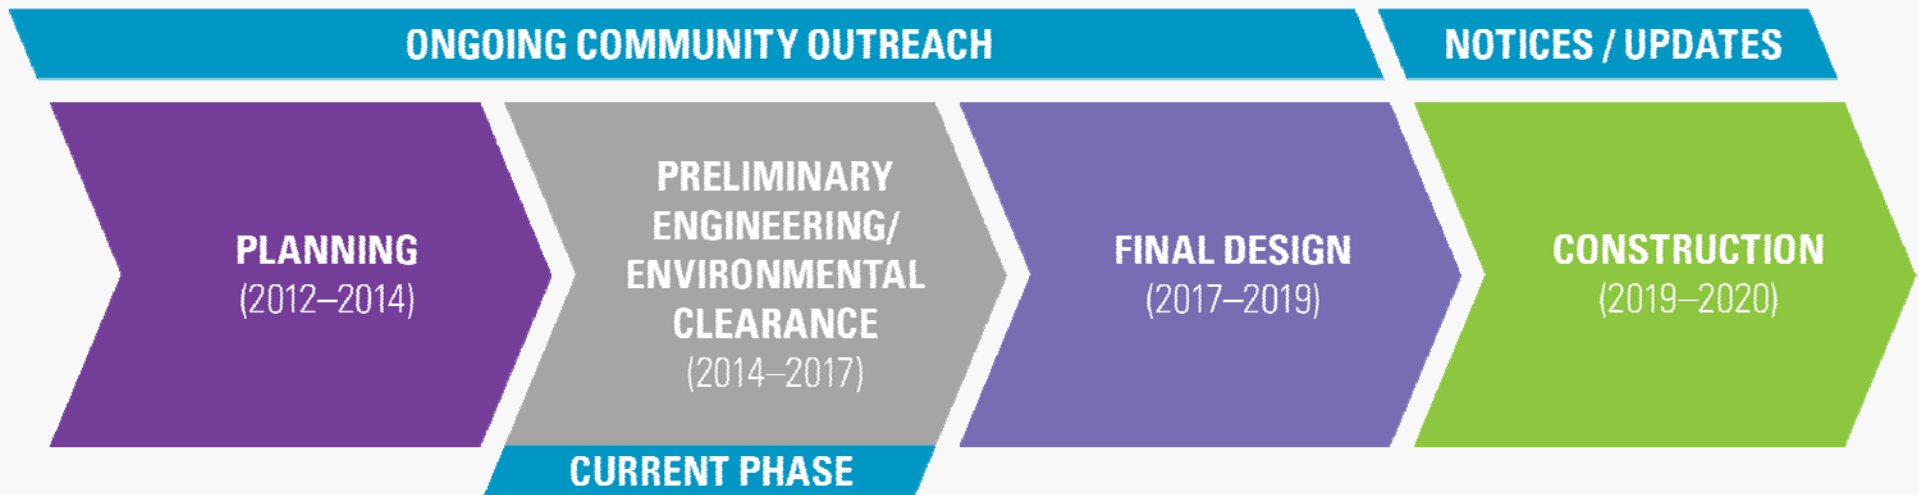 ONGOING COMMUNITY OUTREACH
NOTICES / UPDATES
PLANNING
(2012–2014)
PRELIMINARY
ENGINEERING/
ENVIRONMENTAL
CLEARANCE
(2014–2017)
FINAL DESIGN
(2017–2019)
CONSTRUCTION
(2019–2020)
CURRENT PHASE